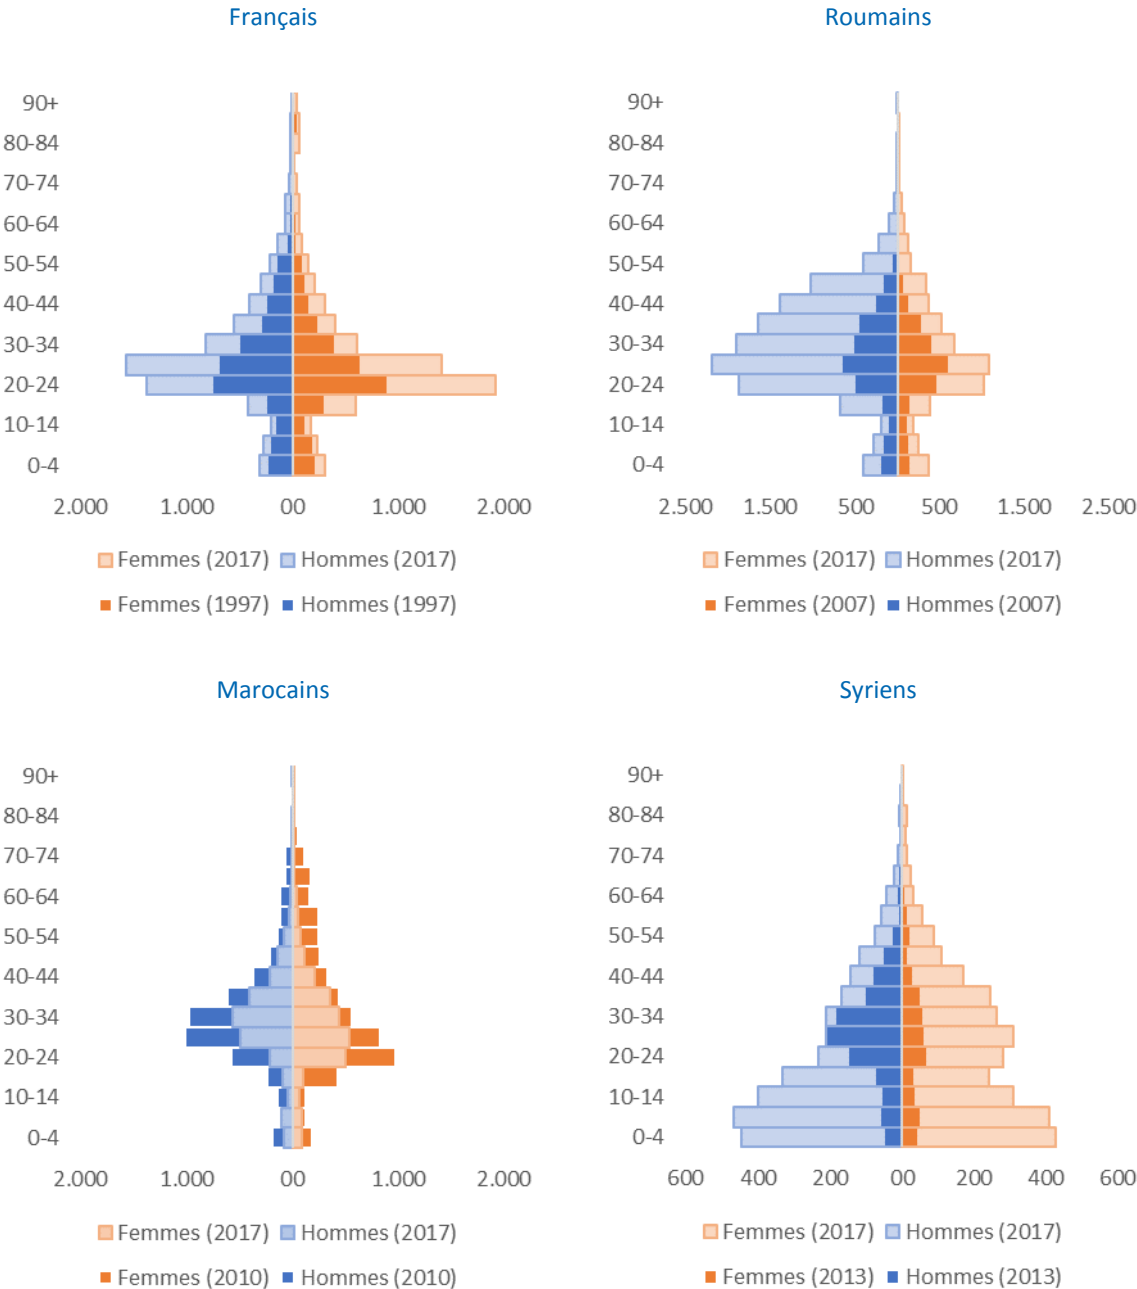 Français
90+
80-84
70-74
60-64
50-54
40-44
30-34
20-24
10-14
0-4
2.000 1.000 00 1.000 2.000
Femmes (2017) Hommes (2017)
Femmes (1997) Hommes (1997)
Roumains
90+
80-84
70-74
60-64
50-54
40-44
30-34
20-24
10-14
0-4
2.500 1.500 500 500 1.500 2.500
Femmes (2017) Hommes (2017)
Femmes (2007) Hommes (2007)
Marocains
90+
80-84
70-74
60-64
50-54
40-44
30-34
20-24
10-14
0-4
2.000 1.000 00 1.000 2.000
Femmes (2017) Hommes (2017)
Femmes (2010) Hommes (2010)
Syriens
90+
80-84
70-74
60-64
50-54
40-44
30-34
20-24
10-14
0-4
600 400 200 00 200 400 600
Femmes (2017) Hommes (2017)
Femmes (2013) Hommes (2013)